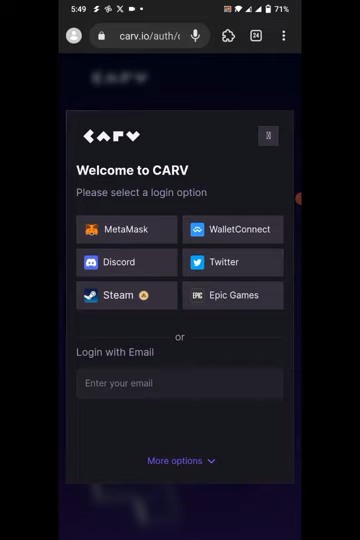 5:49
71%
carv.io/auth/c
24
CARV
CARV
Welcome to CARV
Please select a login option
MetaMask
WalletConnect
Discord
Twitter
Steam
EPIC
Epic Games
or
Login with Email
Enter your email
More options